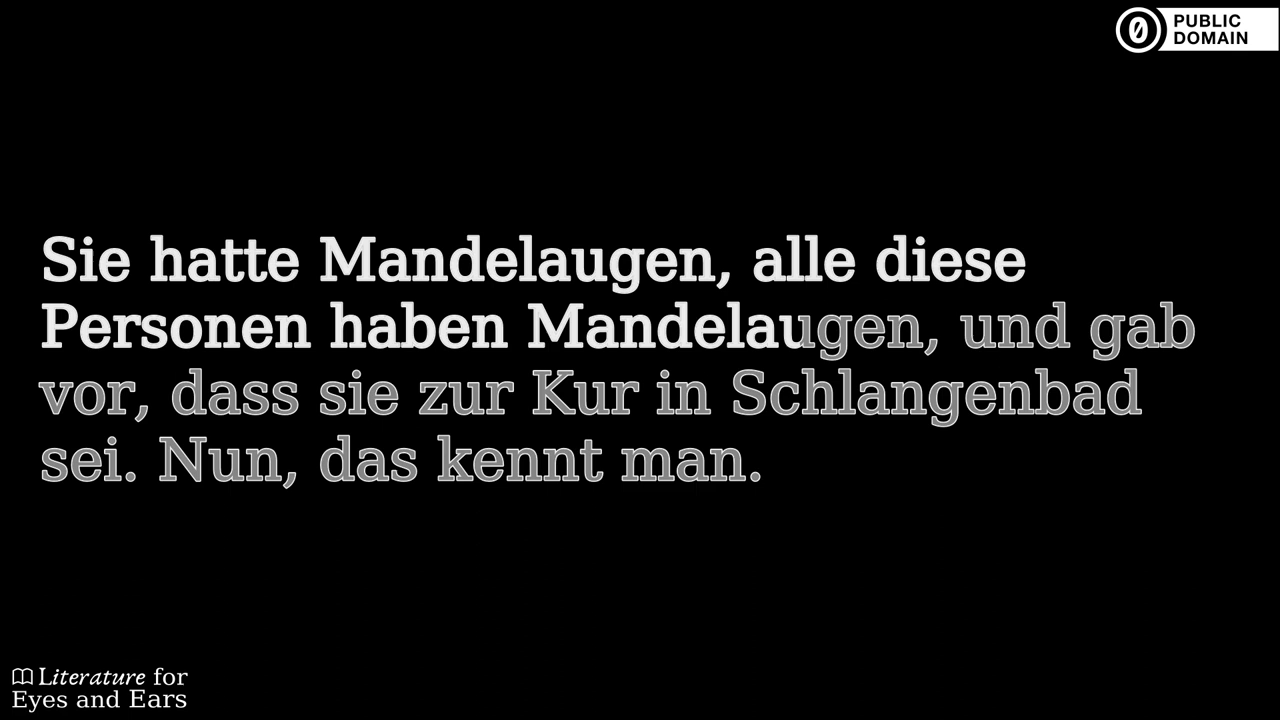 PUBLIC
DOMAIN
Sie hatte Mandelaugen, alle diese
Personen haben Mandelaugen, und gab
vor, dass sie zur Kur in Schlangenbad
sei. Nun, das kennt man.
Literature for
Eyes and Ears